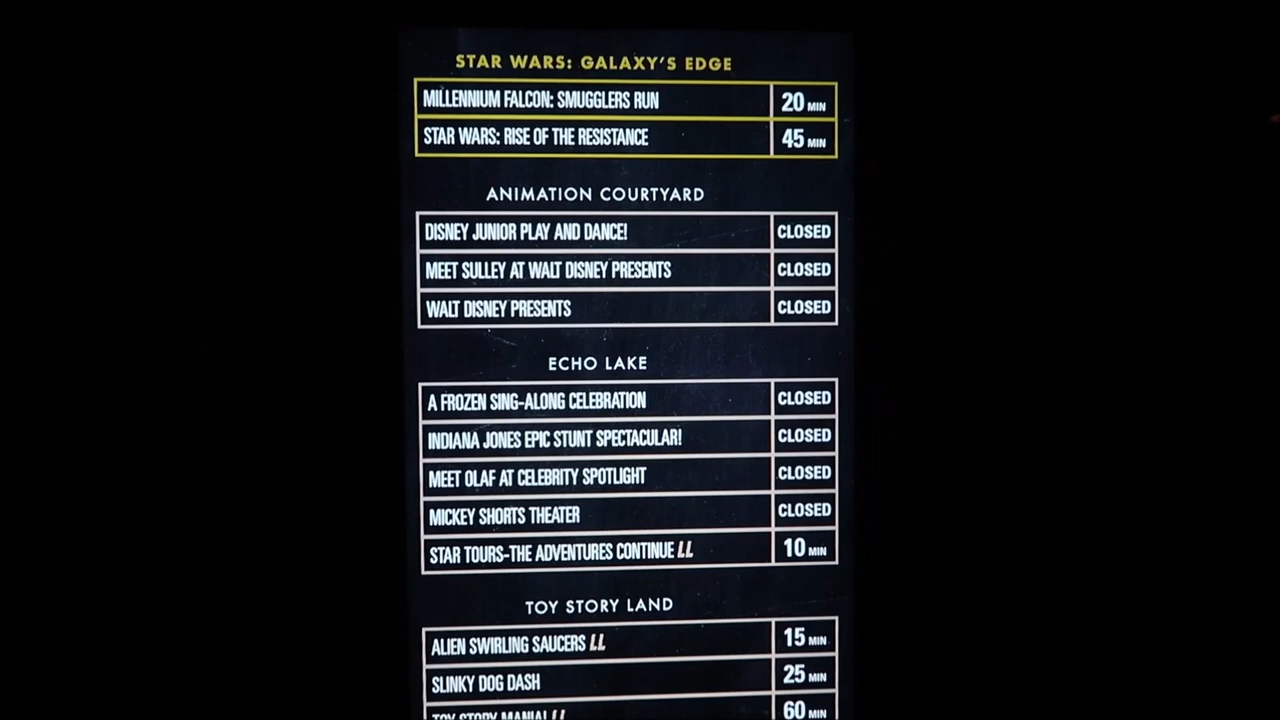 STAR WARS: GALAXY'S EDGE
MILLENNIUM FALCON: SMUGGLERS RUN 20 MIN
STAR WARS: RISE OF THE RESISTANCE 45 MIN
ANIMATION COURTYARD
DISNEY JUNIOR PLAY AND DANCE! CLOSED
MEET SULLEY AT WALT DISNEY PRESENTS CLOSED
WALT DISNEY PRESENTS CLOSED
ECHO LAKE
A FROZEN SING-ALONG CELEBRATION CLOSED
INDIANA JONES EPIC STUNT SPECTACULAR! CLOSED
MEET OLAF AT CELEBRITY SPOTLIGHT CLOSED
MICKEY SHORTS THEATER CLOSED
STAR TOURS-THE ADVENTURES CONTINUE LL 10 MIN
TOY STORY LAND
ALIEN SWIRLING SAUCERS LL 15 MIN
SLINKY DOG DASH 25 MIN
TOY STORY MANIA! LL 60 MIN